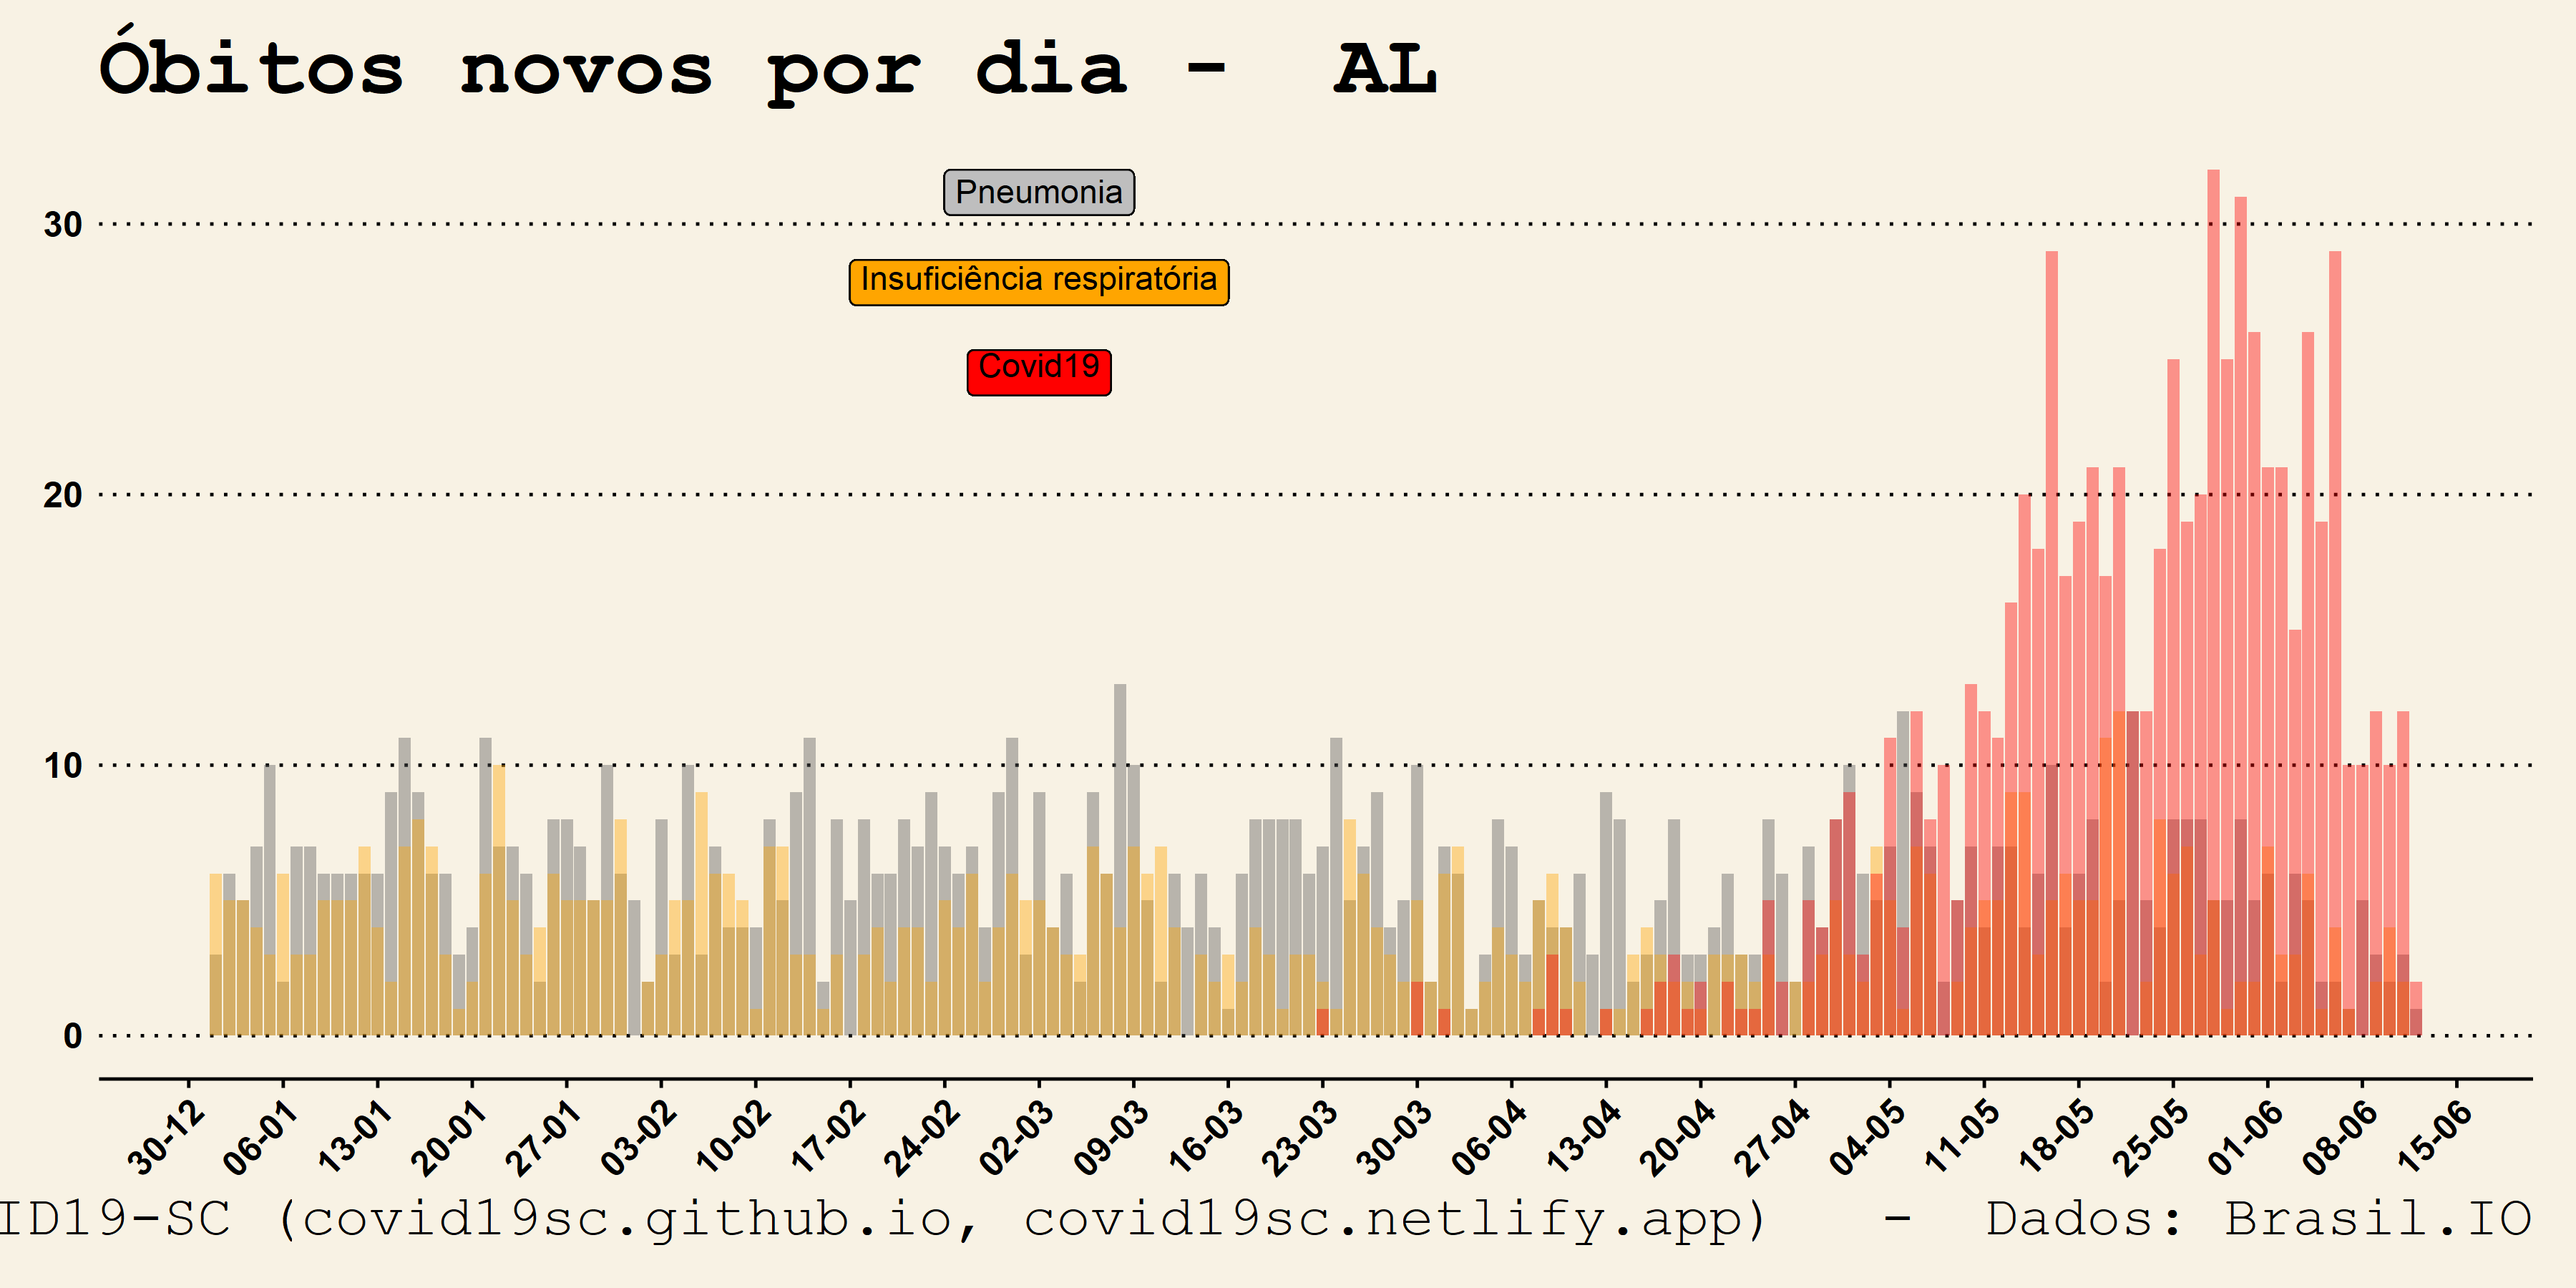 Óbitos novos por dia - AL
Pneumonia
Insuficiência respiratória
Covid19
30
20
10
0
30-12 06-01 13-01 20-01 27-01 03-02 10-02 17-02 24-02 02-03 09-03 16-03 23-03 30-03 06-04 13-04 20-04 27-04 04-05 11-05 18-05 25-05 01-06 08-06 15-06
ID19-SC (covid19sc.github.io, covid19sc.netlify.app) - Dados: Brasil.IO